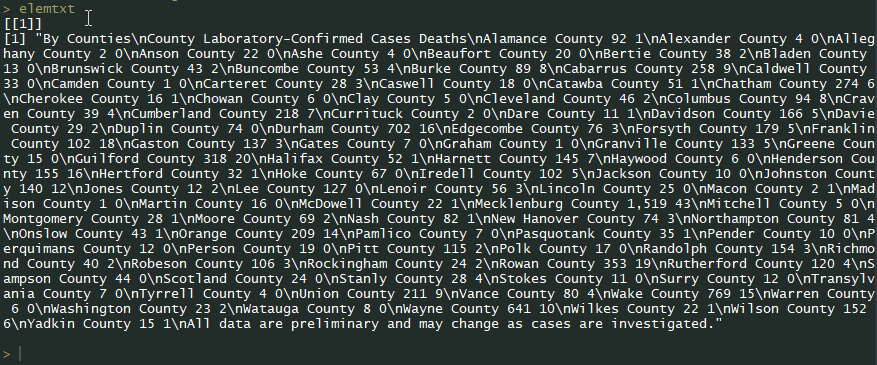 > elemtxt
[[1]]
[1] "By Counties\nCounty Laboratory-Confirmed Cases Deaths\nAlamance County 92 1\nAlexander County 4 0\nAlleg
hany County 2 0\nAnson County 22 0\nAshe County 4 0\nBeaufort County 20 0\nBertie County 38 2\nBladen County
13 0\nBrunswick County 43 2\nBuncombe County 53 4\nBurke County 89 8\nCabarrus County 258 9\nCaldwell County
33 0\nCamden County 1 0\nCarteret County 28 3\nCaswell County 18 0\nCatawba County 51 1\nChatham County 274 6
\nCherokee County 16 1\nChowan County 6 0\nClay County 5 0\nCleveland County 46 2\nColumbus County 94 8\nCrav
en County 39 4\nCumberland County 218 7\nCurrituck County 2 0\nDare County 11 1\nDavidson County 166 5\nDavie
 County 29 2\nDuplin County 74 0\nDurham County 702 16\nEdgecombe County 76 3\nForsyth County 179 5\nFranklin
 County 102 18\nGaston County 137 3\nGates County 7 0\nGraham County 1 0\nGranville County 133 5\nGreene Coun
ty 15 0\nGuilford County 318 20\nHalifax County 52 1\nHarnett County 145 7\nHaywood County 6 0\nHenderson Cou
nty 155 16\nHertford County 32 1\nHoke County 67 0\nIredell County 102 5\nJackson County 10 0\nJohnston Count
y 140 12\nJones County 12 2\nLee County 127 0\nLenoir County 56 3\nLincoln County 25 0\nMacon County 2 1\nMad
ison County 1 0\nMartin County 16 0\nMcDowell County 22 1\nMecklenburg County 1,519 43\nMitchell County 5 0\n
Montgomery County 28 1\nMoore County 69 2\nNash County 82 1\nNew Hanover County 74 3\nNorthampton County 81 4
\nOnslow County 43 1\nOrange County 209 14\nPamlico County 7 0\nPasquotank County 35 1\nPender County 10 0\nP
erquimans County 12 0\nPerson County 19 0\nPitt County 115 2\nPolk County 17 0\nRandolph County 154 3\nRichmo
nd County 40 2\nRobeson County 106 3\nRockingham County 24 2\nRowan County 353 19\nRutherford County 120 4\nS
ampson County 44 0\nScotland County 24 0\nStanly County 28 4\nStokes County 11 0\nSurry County 12 0\nTransylv
ania County 7 0\nTyrrell County 4 0\nUnion County 211 9\nVance County 80 4\nWake County 769 15\nWarren County
 6 0\nWashington County 23 2\nWatauga County 8 0\nWayne County 641 10\nWilkes County 22 1\nWilson County 152
6\nYadkin County 15 1\nAll data are preliminary and may change as cases are investigated."
>